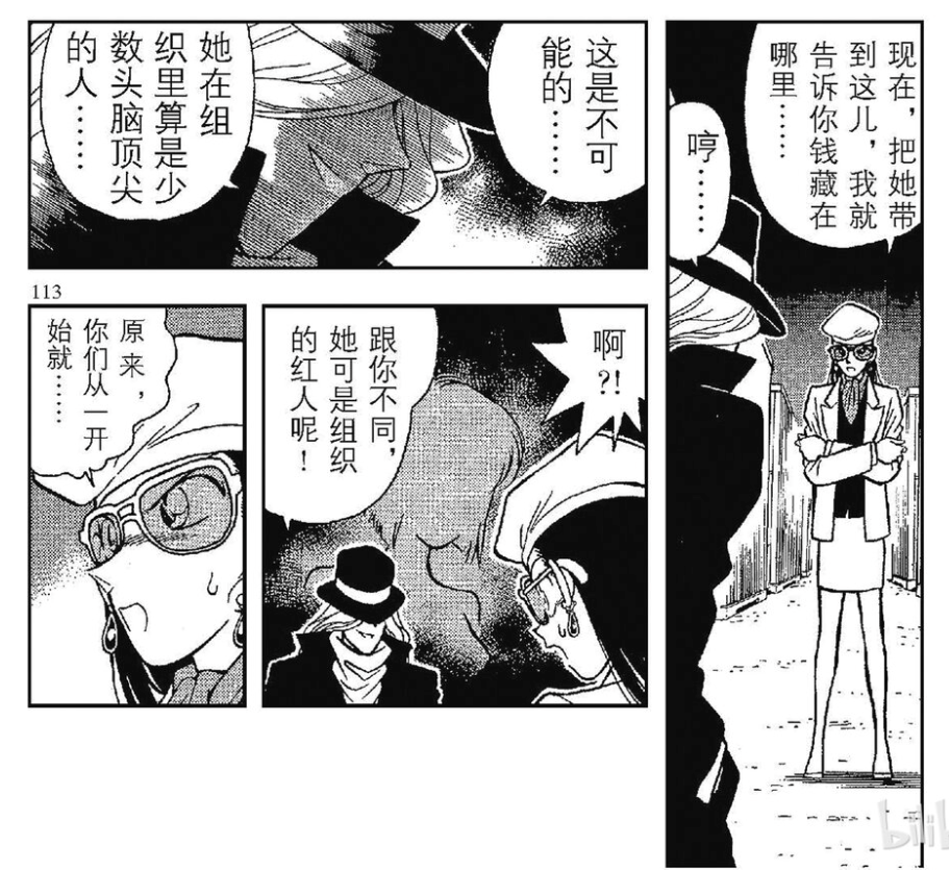 现在，把她带
到这儿，我就
告诉你钱藏在
哪里……
哼……
这是不可
能的……
她在组
织里算是少
数头脑顶尖
的人……
113
啊
?!
跟你不同，
她可是组织
的红人呢！
原来，
你们从一开
始就……